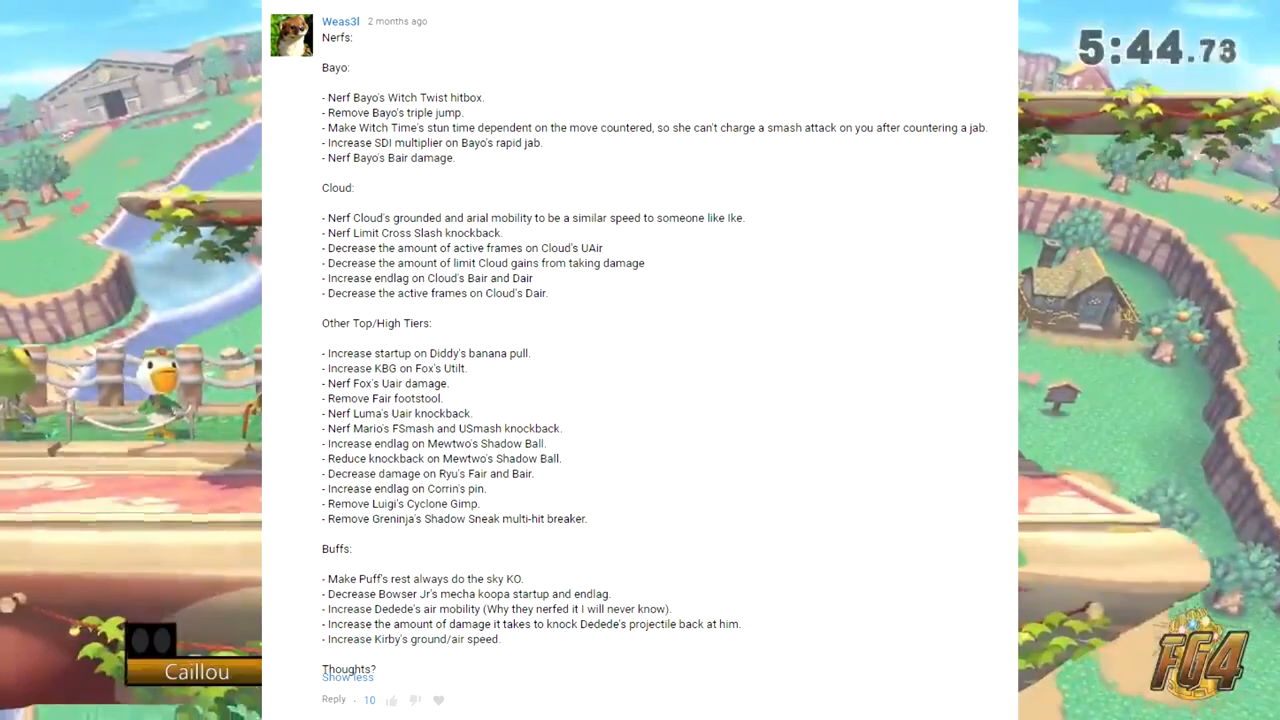 Weas3l 2 months ago
Nerfs:
Bayo:
- Nerf Bayo's Witch Twist hitbox.
- Remove Bayo's triple jump.
- Make Witch Time's stun time dependent on the move countered, so she can't charge a smash attack on you after countering a jab.
- Increase SDI multiplier on Bayo's rapid jab.
- Nerf Bayo's Bair damage.
Cloud:
- Nerf Cloud's grounded and arial mobility to be a similar speed to someone like Ike.
- Nerf Limit Cross Slash knockback.
- Decrease the amount of active frames on Cloud's UAir
- Decrease the amount of limit Cloud gains from taking damage
- Increase endlag on Cloud's Bair and Dair
- Decrease the active frames on Cloud's Dair.
Other Top/High Tiers:
- Increase startup on Diddy's banana pull.
- Increase KBG on Fox's Utilt.
- Nerf Fox's Uair damage.
- Remove Fair footstool.
- Nerf Luma's Uair knockback.
- Nerf Mario's FSmash and USmash knockback.
- Increase endlag on Mewtwo's Shadow Ball.
- Reduce knockback on Mewtwo's Shadow Ball.
- Decrease damage on Ryu's Fair and Bair.
- Increase endlag on Corrin's pin.
- Remove Luigi's Cyclone Gimp.
- Remove Greninja's Shadow Sneak multi-hit breaker.
Buffs:
- Make Puff's rest always do the sky KO.
- Decrease Bowser Jr's mecha koopa startup and endlag.
- Increase Dedede's air mobility (Why they nerfed it I will never know).
- Increase the amount of damage it takes to knock Dedede's projectile back at him.
- Increase Kirby's ground/air speed.
Thoughts?
Show less
Reply · 10
5:44.73
Caillou
FG4